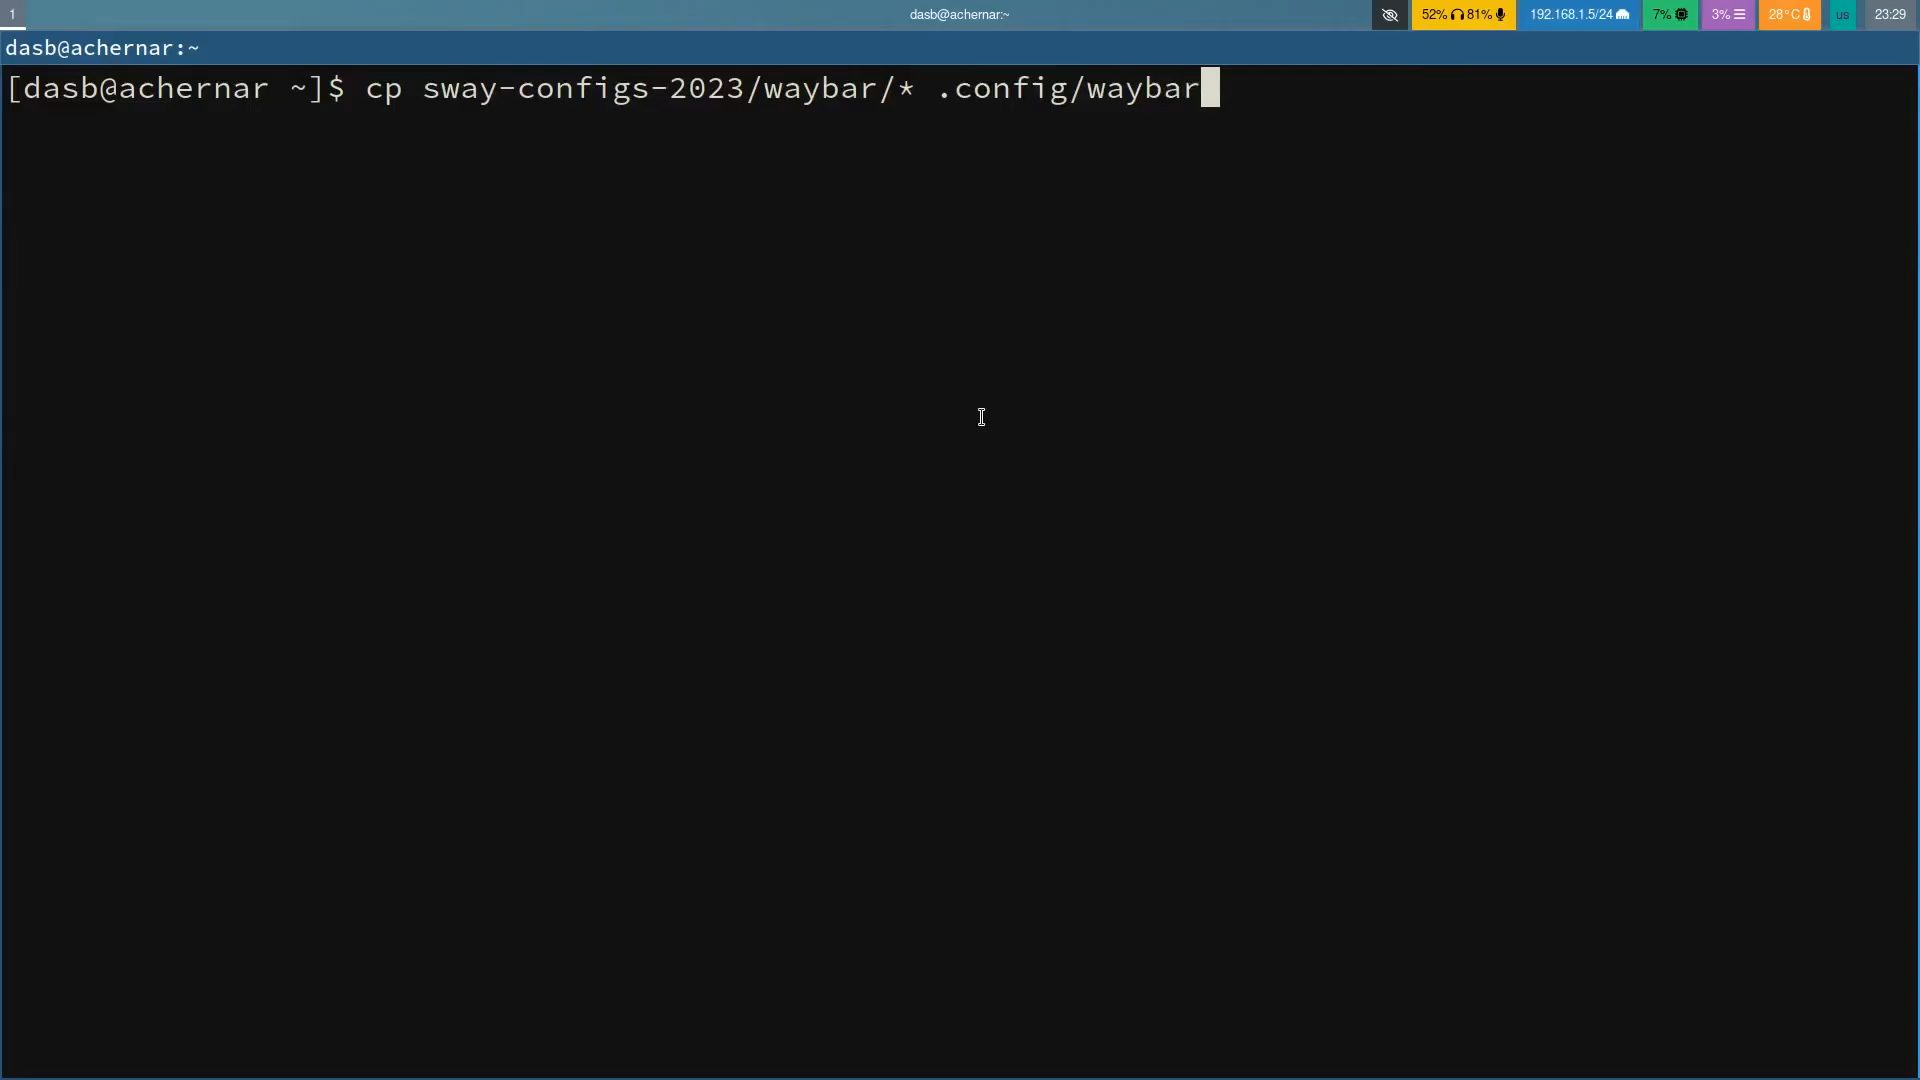 1 dasb@achernar:~ 52% 81% 192.168.1.5/24 7% 3% 28°C us 23:29
dasb@achernar:~
[dasb@achernar ~]$ cp sway-configs-2023/waybar/* .config/waybar